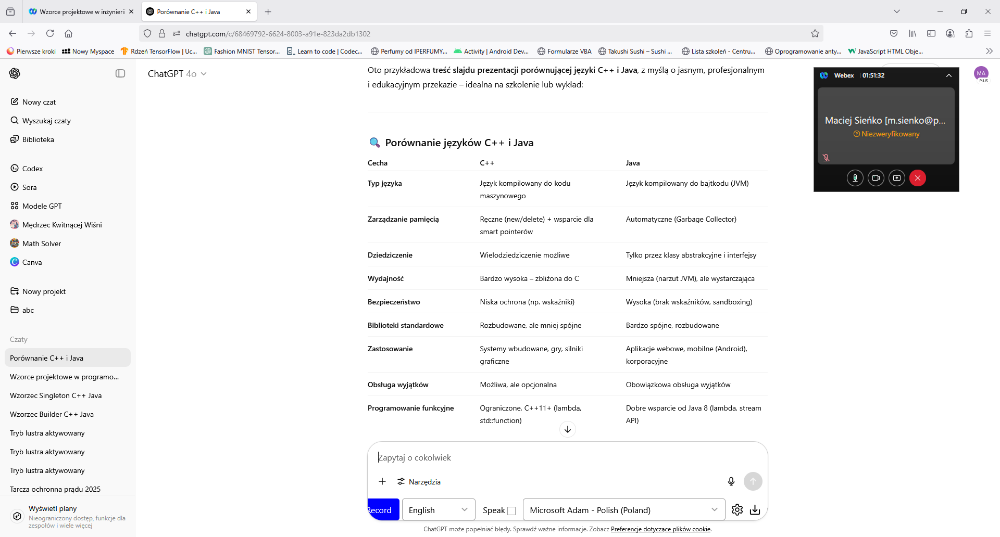 Wzorce projektowe w inżynierii
Porównanie C++ i Java
chatgpt.com/c/68469792-6624-8003-a91e-823da2db1302
Pierwsze kroki
Nowy Myspace
Rdzeń TensorFlow | Uc...
Fashion MNIST Tensor...
Learn to code | Codec...
Perfumy od IPERFUMY...
Activity | Android Dev...
Formularze VBA
Takushi Sushi – Sushi ...
Lista szkoleń - Centru...
Oprogramowanie anty...
JavaScript HTML Obje...
ChatGPT 4o
MA
PLUS
Nowy czat
Wyszukaj czaty
Biblioteka
Codex
Sora
Modele GPT
Mędrzec Kwitnącej Wiśni
Math Solver
Canva
Nowy projekt
abc
Czaty
Porównanie C++ i Java
Wzorce projektowe w programo...
Wzorzec Singleton C++ Java
Wzorzec Builder C++ Java
Tryb lustra aktywowany
Tryb lustra aktywowany
Tryb lustra aktywowany
Tarcza ochronna prądu 2025
Wyświetl plany
Nieograniczony dostęp, funkcje dla
zespołów i wiele więcej
Oto przykładowa treść slajdu prezentacji porównującej języki C++ i Java, z myślą o jasnym, profesjonalnym
i edukacyjnym przekazie – idealna na szkolenie lub wykład:
Porównanie języków C++ i Java
Cecha C++ Java
Typ języka Język kompilowany do kodu Język kompilowany do bajtkodu (JVM)
maszynowego
Zarządzanie pamięcią Ręczne (new/delete) + wsparcie dla Automatyczne (Garbage Collector)
smart pointerów
Dziedziczenie Wielodziedziczenie możliwe Tylko przez klasy abstrakcyjne i interfejsy
Wydajność Bardzo wysoka – zbliżona do C Mniejsza (narzut JVM), ale wystarczająca
Bezpieczeństwo Niska ochrona (np. wskaźniki) Wysoka (brak wskaźników, sandboxing)
Biblioteki standardowe Rozbudowane, ale mniej spójne Bardzo spójne, rozbudowane
Zastosowanie Systemy wbudowane, gry, silniki Aplikacje webowe, mobilne (Android),
graficzne korporacyjne
Obsługa wyjątków Możliwa, ale opcjonalna Obowiązkowa obsługa wyjątków
Programowanie funkcyjne Ograniczone, C++11+ (lambda, Dobre wsparcie od Java 8 (lambda, stream
std::function) API)
Zapytaj o cokolwiek
Narzędzia
Record
English
Speak
Microsoft Adam - Polish (Poland)
ChatGPT może popełniać błędy. Sprawdź ważne informacje. Zobacz Preferencje dotyczące plików cookie.
Webex | 01:51:32
Maciej Sieńko [m.sienko@p...
Niezweryfikowany